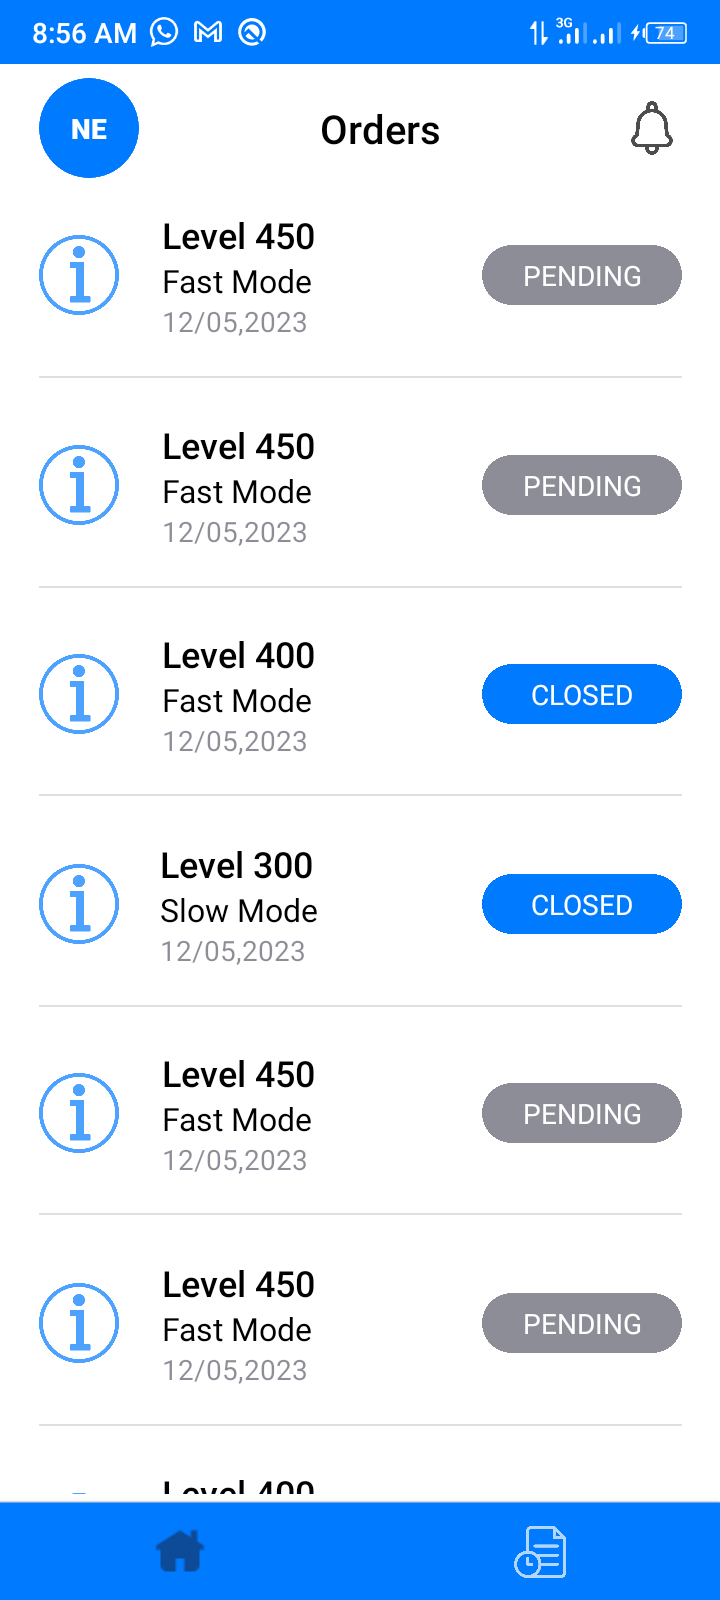 8:56 AM
3G
74
NE
Orders
Level 450
Fast Mode
12/05,2023
PENDING
Level 450
Fast Mode
12/05,2023
PENDING
Level 400
Fast Mode
12/05,2023
CLOSED
Level 300
Slow Mode
12/05,2023
CLOSED
Level 450
Fast Mode
12/05,2023
PENDING
Level 450
Fast Mode
12/05,2023
PENDING
Level 400